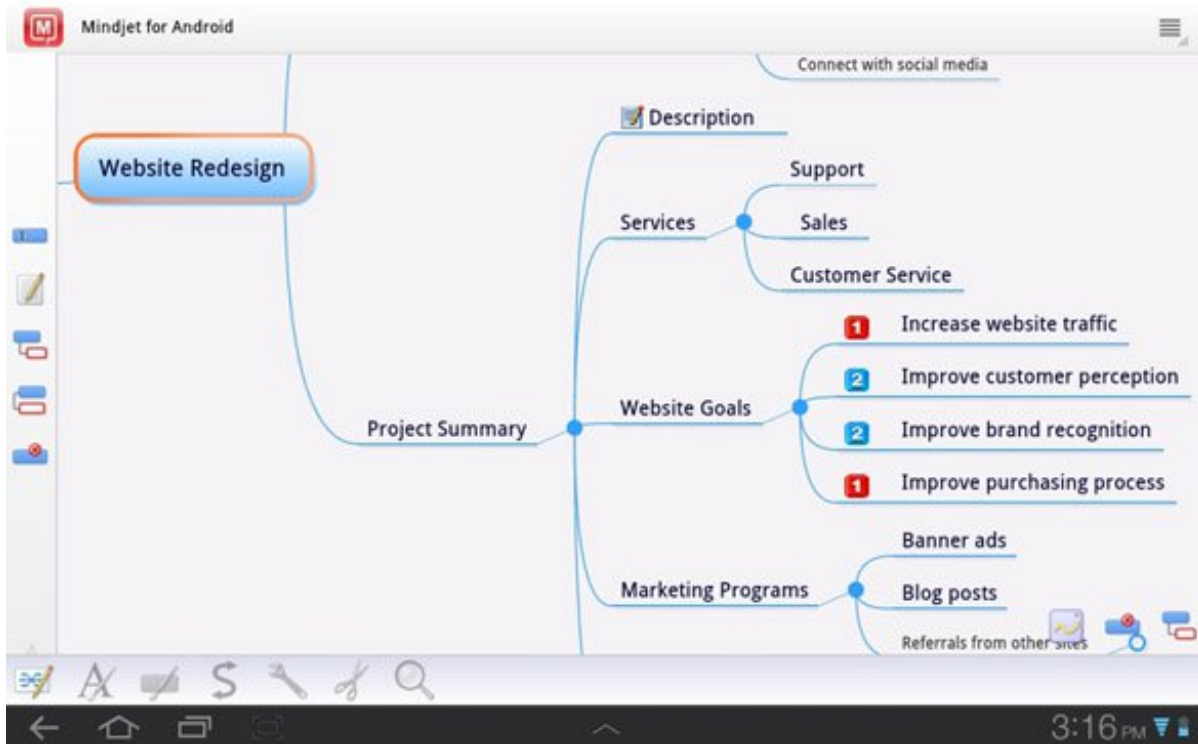 M
Mindjet for Android
Connect with social media
Website Redesign
Description
Services
Support
Sales
Customer Service
Project Summary
Website Goals
1 Increase website traffic
2 Improve customer perception
2 Improve brand recognition
1 Improve purchasing process
Marketing Programs
Banner ads
Blog posts
Referrals from other sites
3:16 PM